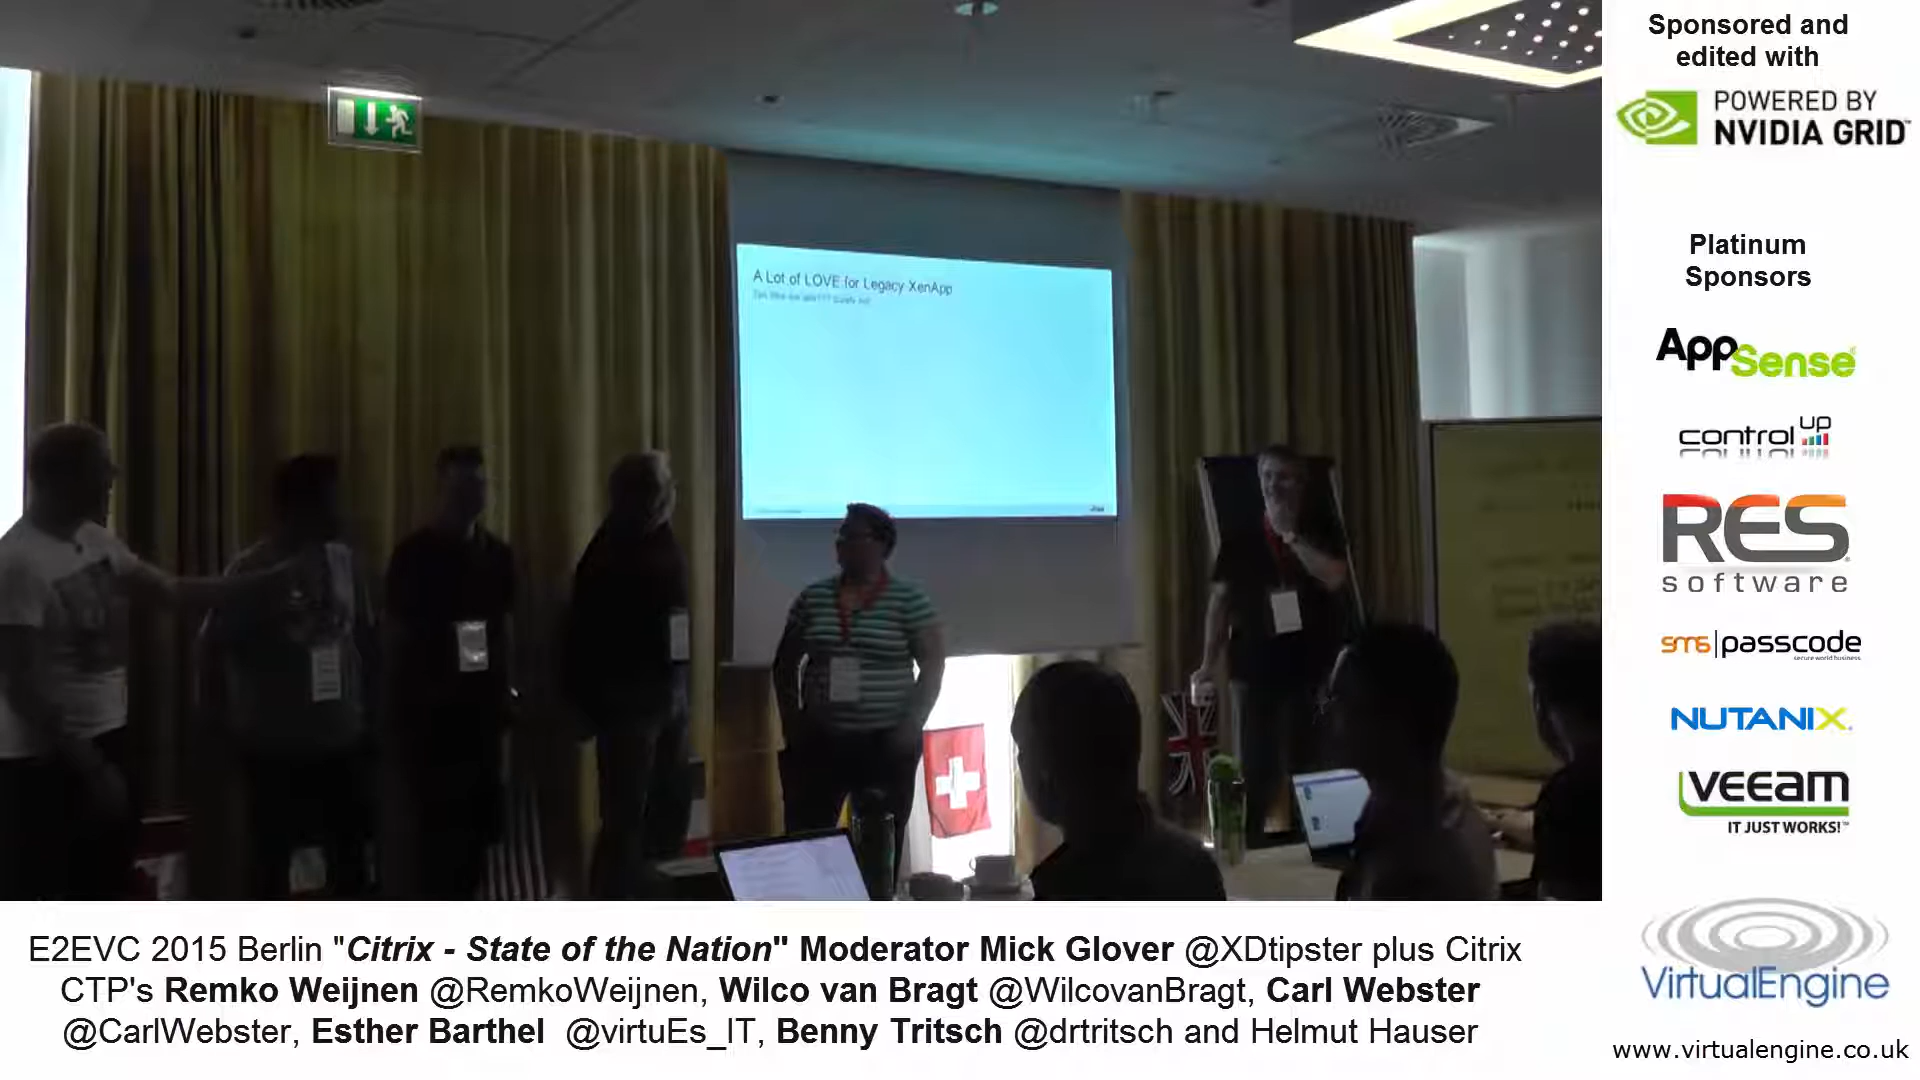 Sponsored and
edited with
POWERED BY
NVIDIA GRID
Platinum
Sponsors
AppSense
control UP
RES
software
sms|passcode
secure world business
NUTANIX
veeam
IT JUST WORKS!
VirtualEngine
www.virtualengine.co.uk
A Lot of LOVE for Legacy XenApp
E2EVC 2015 Berlin "Citrix - State of the Nation" Moderator Mick Glover @XDtipster plus Citrix
CTP's Remko Weijnen @RemkoWeijnen, Wilco van Bragt @WilcovanBragt, Carl Webster
@CarlWebster, Esther Barthel @virtuEs_IT, Benny Tritsch @drtritsch and Helmut Hauser